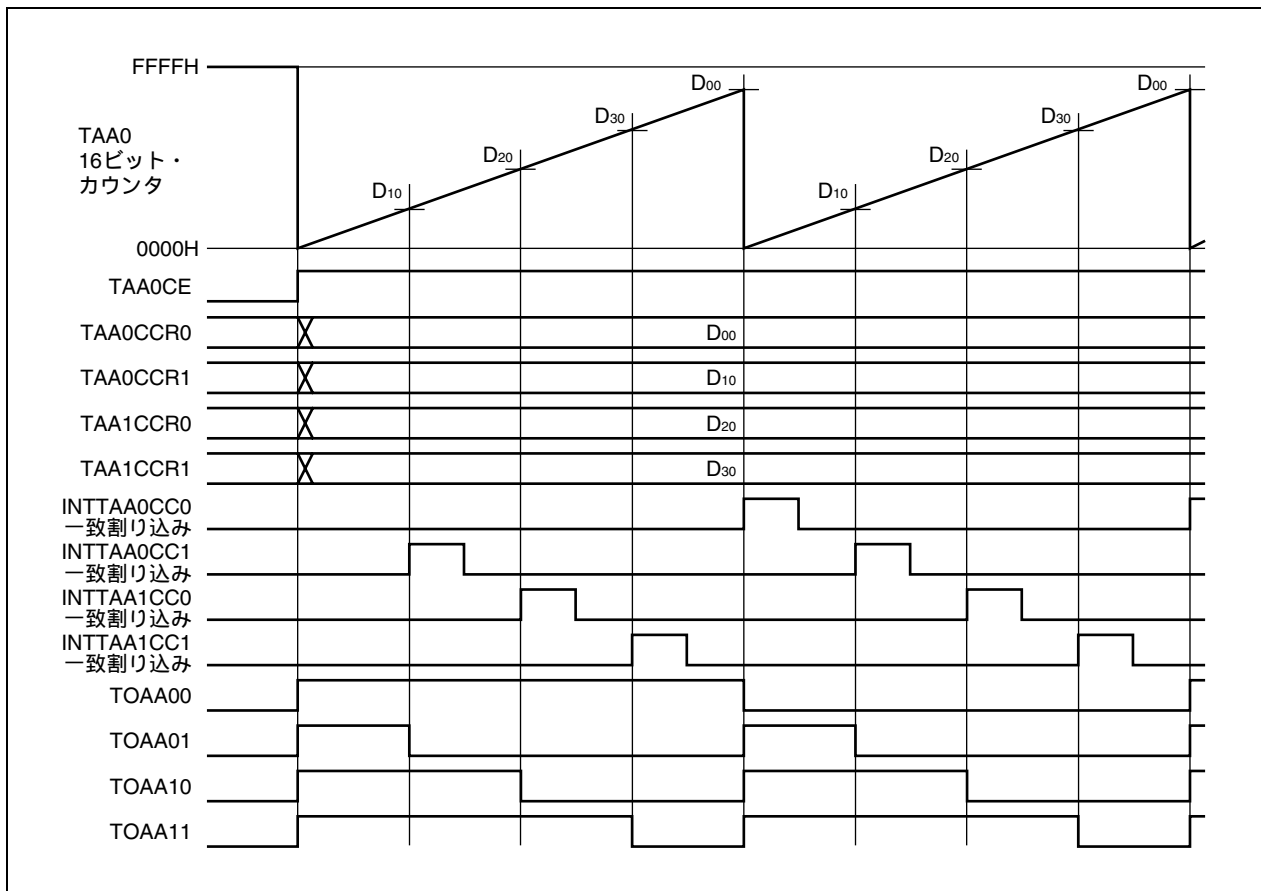 FFFFH
D00
D00
D30
D30
TAA0
16ビット・
カウンタ
D20
D20
D10
D10
0000H
TAA0CE
TAA0CCR0
D00
TAA0CCR1
D10
TAA1CCR0
D20
TAA1CCR1
D30
INTTAA0CC0
一致割り込み
INTTAA0CC1
一致割り込み
INTTAA1CC0
一致割り込み
INTTAA1CC1
一致割り込み
TOAA00
TOAA01
TOAA10
TOAA11